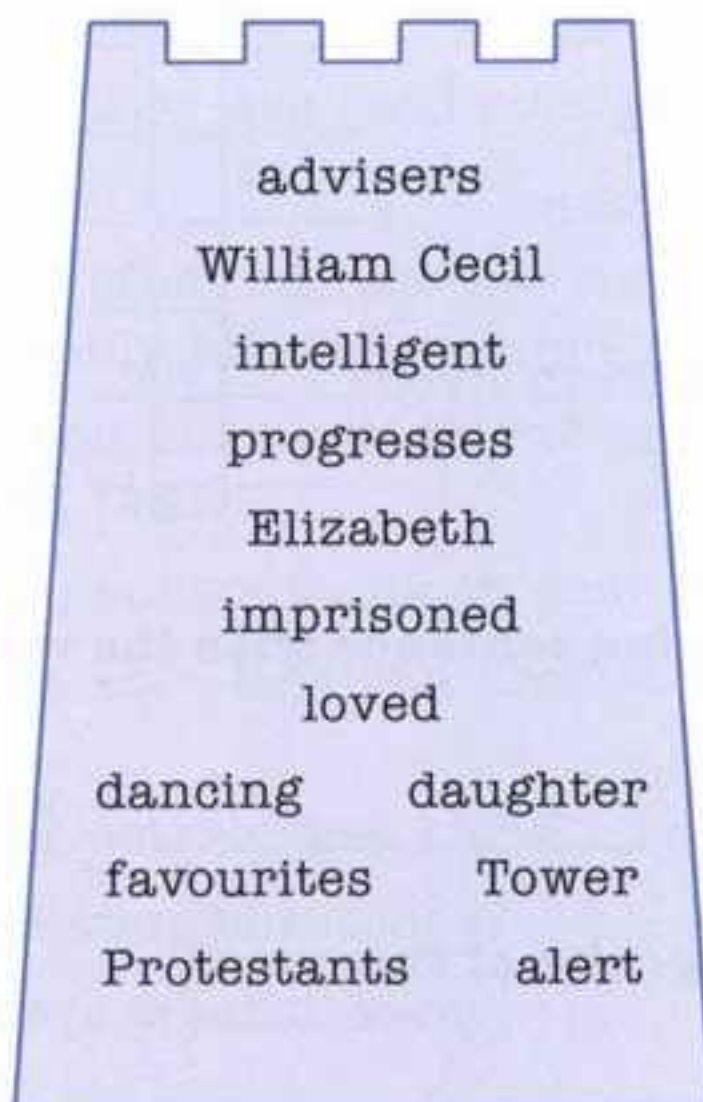 advisers
William Cecil
intelligent
progresses
Elizabeth
imprisoned
loved
dancing daughter
favourites Tower
Protestants alert